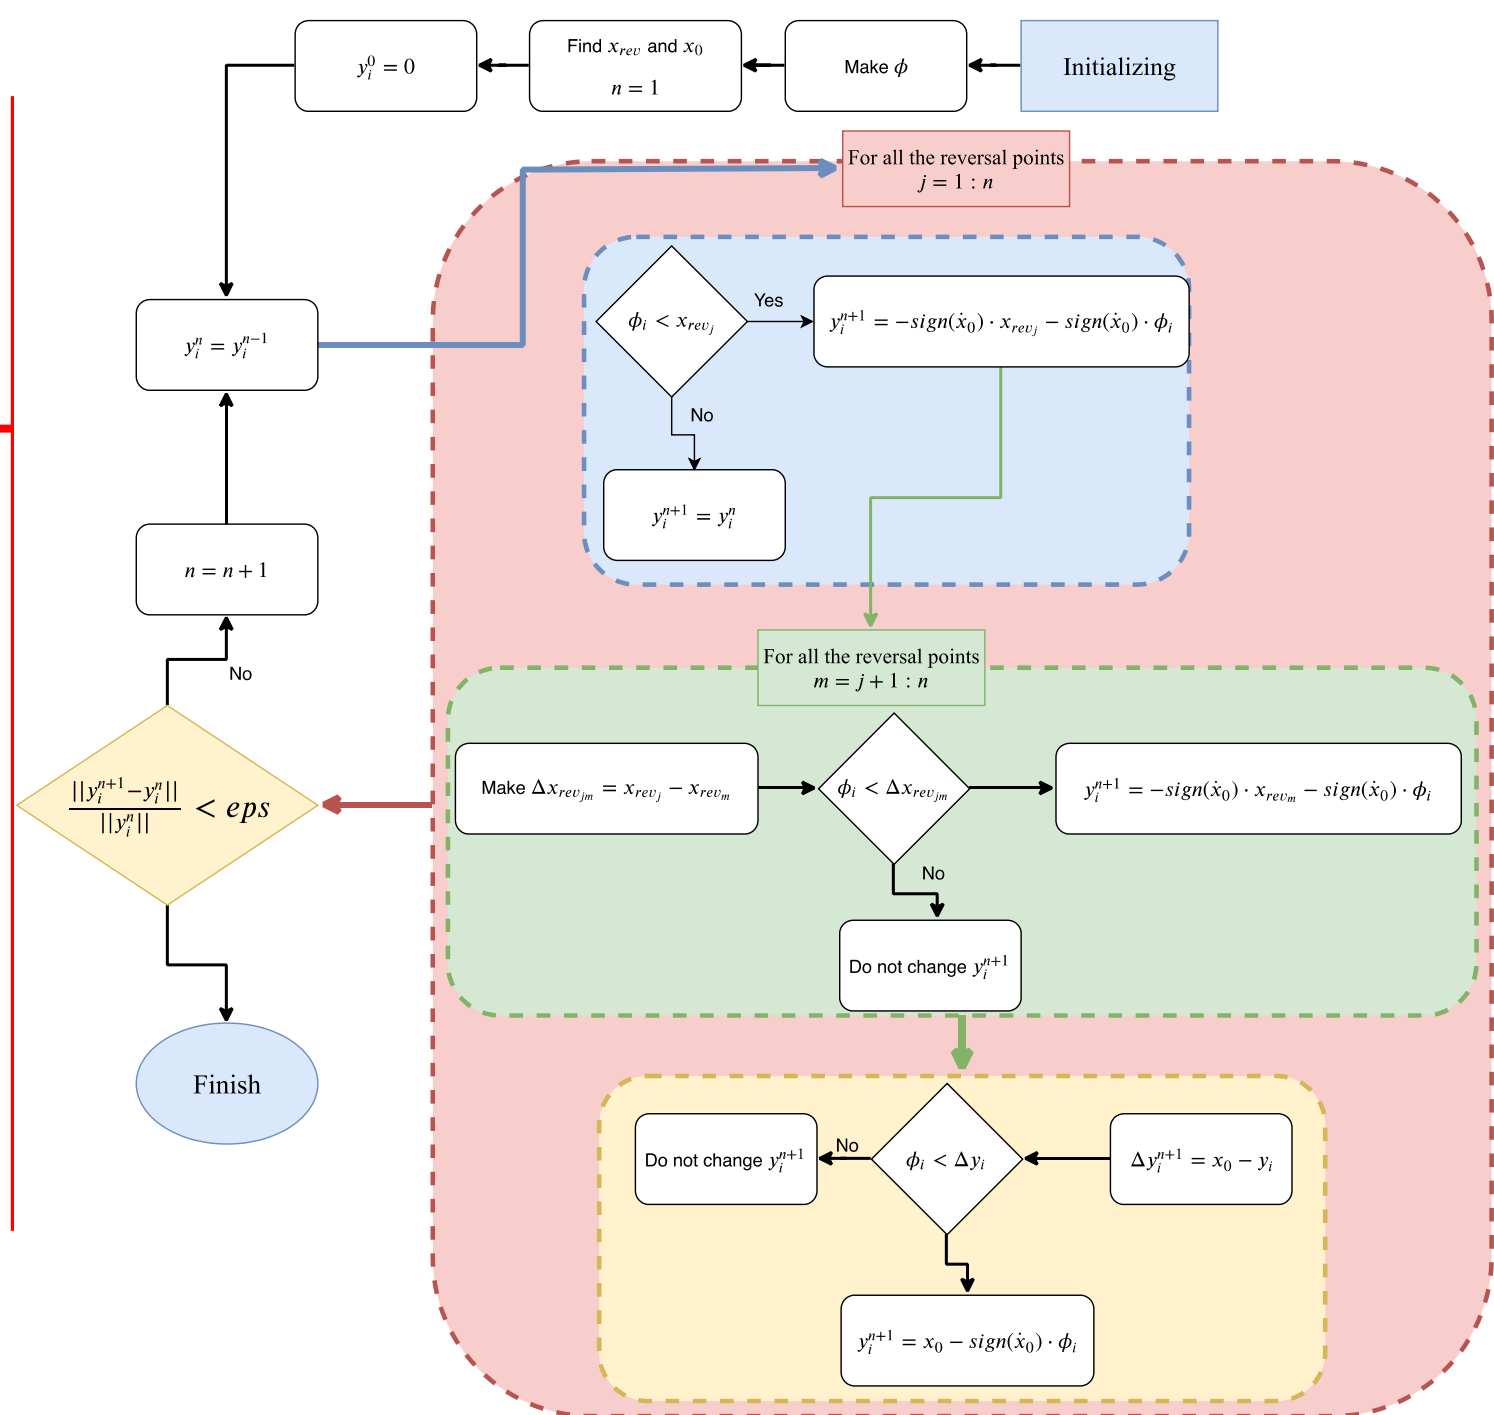 Initializing
Make ϕ
Find x_{rev} and x_0
n = 1
y_i^0 = 0
For all the reversal points
j = 1 : n
y_i^n = y_i^{n-1}
ϕ_i < x_{rev_j}
Yes
y_i^{n+1} = -sign(ẋ_0) · x_{rev_j} - sign(ẋ_0) · ϕ_i
No
y_i^{n+1} = y_i^n
n = n + 1
No
For all the reversal points
m = j + 1 : n
Make Δx_{rev_{jm}} = x_{rev_j} - x_{rev_m}
ϕ_i < Δx_{rev_{jm}}
y_i^{n+1} = -sign(ẋ_0) · x_{rev_m} - sign(ẋ_0) · ϕ_i
No
Do not change y_i^{n+1}
||y_i^{n+1}-y_i^n||
||y_i^n||
< eps
Finish
Δy_i^{n+1} = x_0 - y_i
ϕ_i < Δy_i
No
Do not change y_i^{n+1}
y_i^{n+1} = x_0 - sign(ẋ_0) · ϕ_i